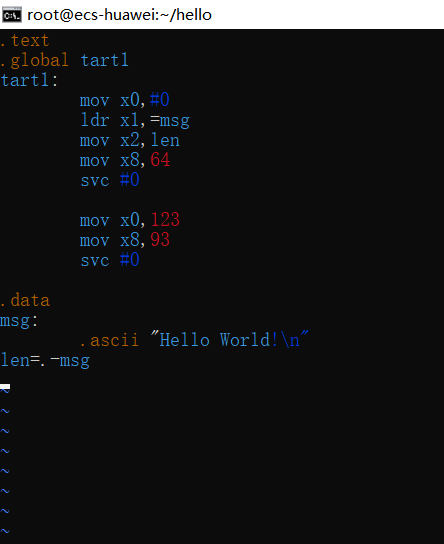 root@ecs-huawei:~/hello
.text
.global tart1
tart1:
        mov x0,#0
        ldr x1,=msg
        mov x2,len
        mov x8,64
        svc #0

        mov x0,123
        mov x8,93
        svc #0

.data
msg:
        .ascii "Hello World!\n"
len=.-msg
~
~
~
~
~
~
~
~